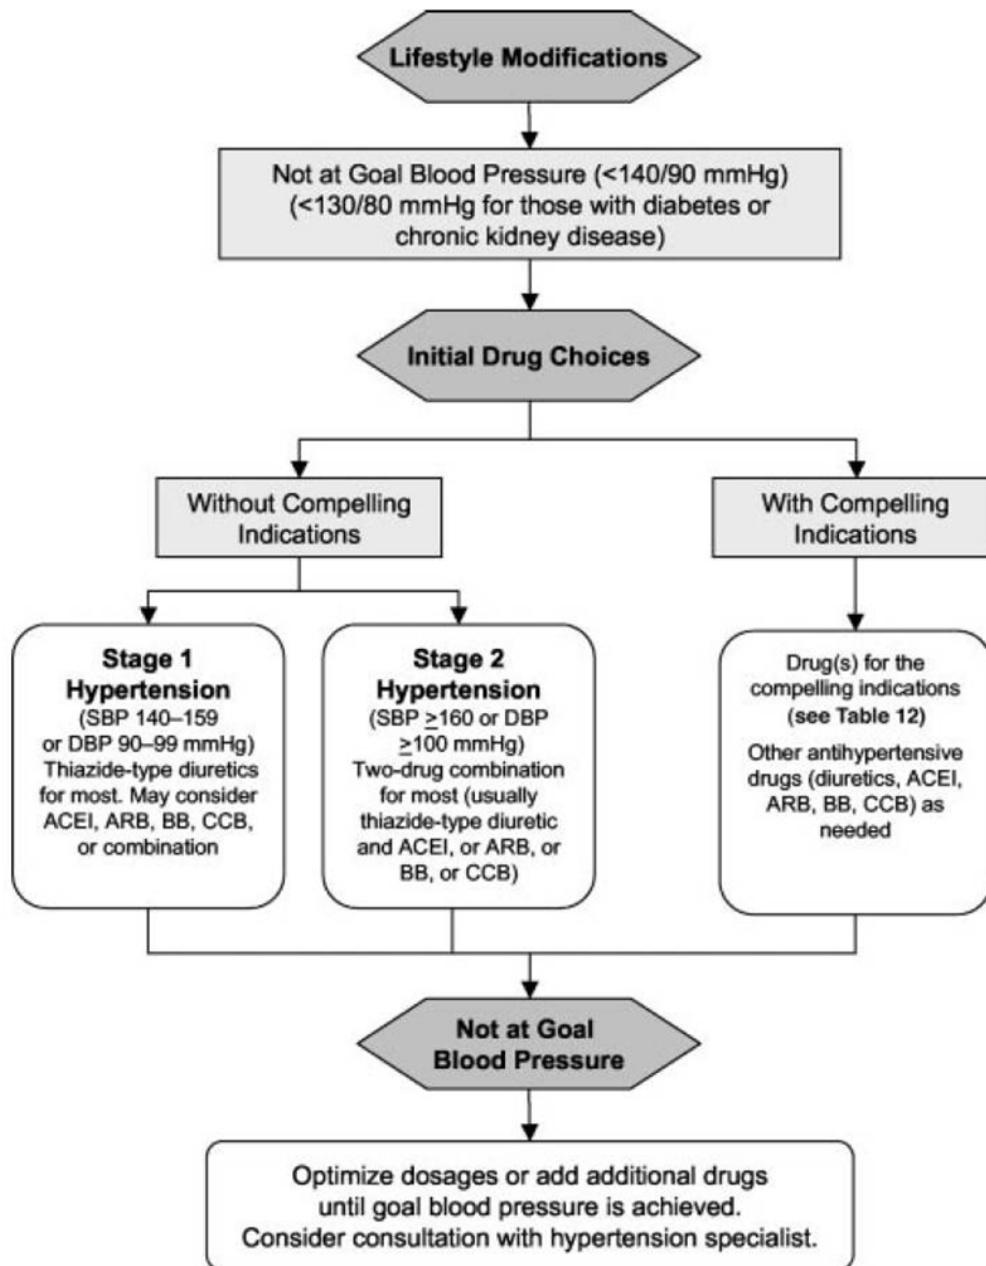 Lifestyle Modifications
Not at Goal Blood Pressure (<140/90 mmHg)
(<130/80 mmHg for those with diabetes or
chronic kidney disease)
Initial Drug Choices
Without Compelling
Indications
With Compelling
Indications
Stage 1
Hypertension
(SBP 140–159
or DBP 90–99 mmHg)
Thiazide-type diuretics
for most. May consider
ACEI, ARB, BB, CCB,
or combination
Stage 2
Hypertension
(SBP ≥160 or DBP
≥100 mmHg)
Two-drug combination
for most (usually
thiazide-type diuretic
and ACEI, or ARB, or
BB, or CCB)
Drug(s) for the
compelling indications
(see Table 12)
Other antihypertensive
drugs (diuretics, ACEI,
ARB, BB, CCB) as
needed
Not at Goal
Blood Pressure
Optimize dosages or add additional drugs
until goal blood pressure is achieved.
Consider consultation with hypertension specialist.